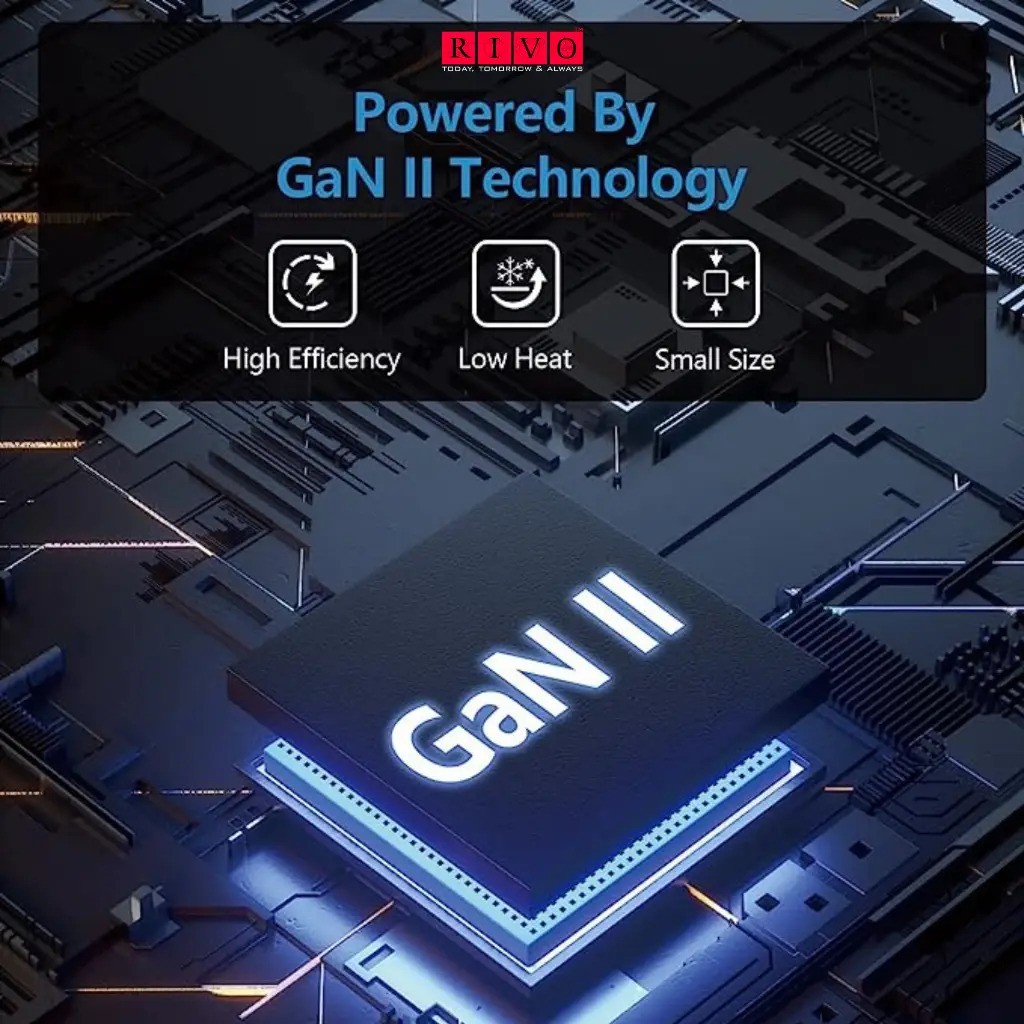 RIVO
TODAY, TOMORROW & ALWAYS
Powered By
GaN II Technology
High Efficiency
Low Heat
Small Size
GaN II